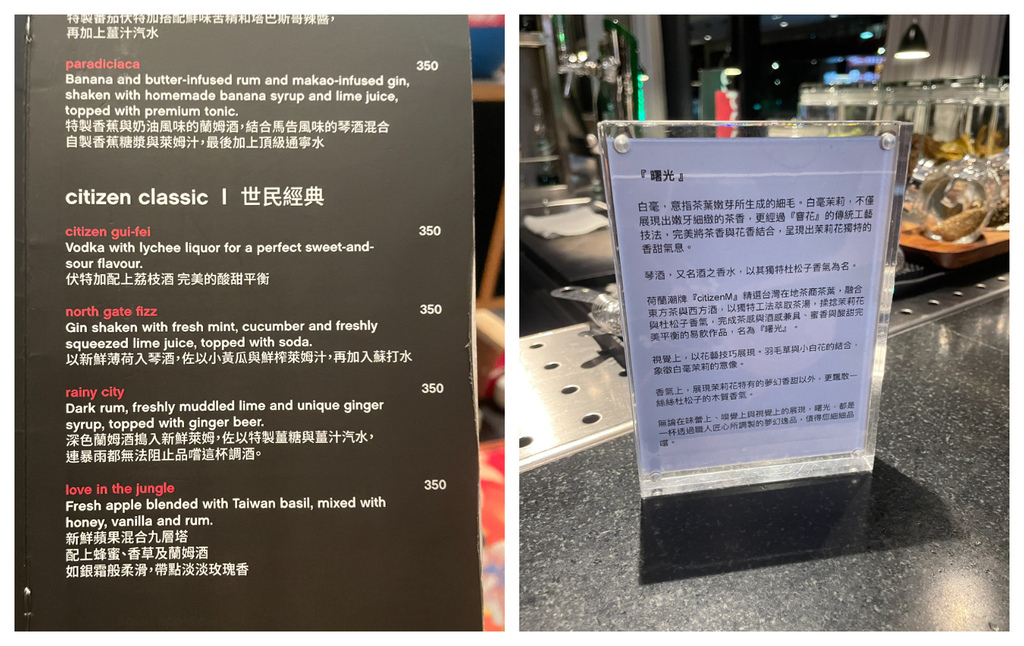 特製番茄伏特加搭配鮮味苦精和塔巴斯哥辣醬，
再加上薑汁汽水
paradiciaca 350
Banana and butter-infused rum and makao-infused gin,
shaken with homemade banana syrup and lime juice,
topped with premium tonic.
特製香蕉與奶油風味的蘭姆酒，結合馬告風味的琴酒混合
自製香蕉糖漿與萊姆汁，最後加上頂級通寧水
citizen classic | 世民經典
citizen gui-fei 350
Vodka with lychee liquor for a perfect sweet-and-
sour flavour.
伏特加配上荔枝酒 完美的酸甜平衡
north gate fizz 350
Gin shaken with fresh mint, cucumber and freshly
squeezed lime juice, topped with soda.
以新鮮薄荷入琴酒，佐以小黃瓜與鮮榨萊姆汁，再加入蘇打水
rainy city 350
Dark rum, freshly muddled lime and unique ginger
syrup, topped with ginger beer.
深色蘭姆酒搗入新鮮萊姆，佐以特製薑糖與薑汁汽水，
連暴雨都無法阻止品嚐這杯調酒。
love in the jungle 350
Fresh apple blended with Taiwan basil, mixed with
honey, vanilla and rum.
新鮮蘋果混合九層塔
配上蜂蜜、香草及蘭姆酒
如銀霜般柔滑，帶點淡淡玫瑰香
『 曙光 』
白毫，意指茶葉嫩芽所生成的細毛。白毫茉莉，不僅
展現出嫩牙細緻的茶香，更經過『窨花』的傳統工藝
技法，完美將茶香與花香結合，呈現出茉莉花獨特的
香甜氣息。
琴酒，又名酒之香水，以其獨特杜松子香氣為名。
荷蘭潮牌『citizenM』精選台灣在地茶商茶葉，融合
東方茶與西方酒，以獨特工法萃取茶湯，揉捻茉莉花
與杜松子香氣，完成茶感與酒感兼具、蜜香與酸甜完
美平衡的易飲作品，名為『曙光』。
視覺上，以花藝技巧展現。羽毛草與小白花的結合，
象徵白毫茉莉的意像。
香氣上，展現茉莉花特有的夢幻香甜以外，更飄散一
絲絲杜松子的木質香氣。
無論在味蕾上、嗅覺上與視覺上的展現，曙光，都是
一杯透過職人匠心所調製的夢幻逸品，值得您細細品
嚐。